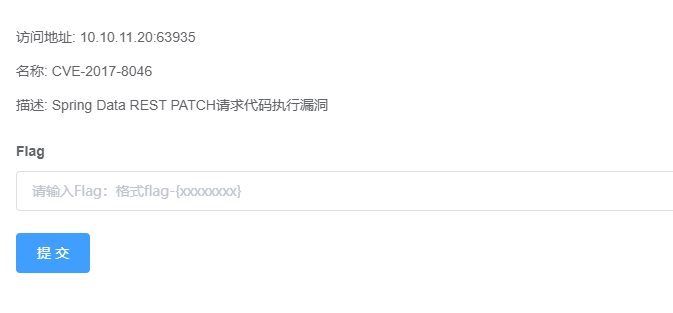 访问地址: 10.10.11.20:63935
名称: CVE-2017-8046
描述: Spring Data REST PATCH请求代码执行漏洞
Flag
请输入Flag：格式flag-{xxxxxxxx}
提 交